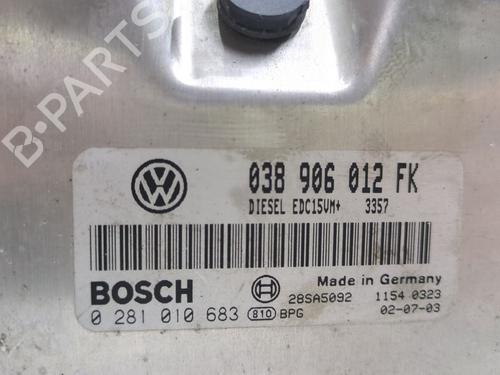 B-PARTS
038 906 012 FK
DIESEL EDC15VM+ 3357
BOSCH
Made in Germany
28SA5092 1154 0323
0 281 010 683 810 BPG 02-07-03